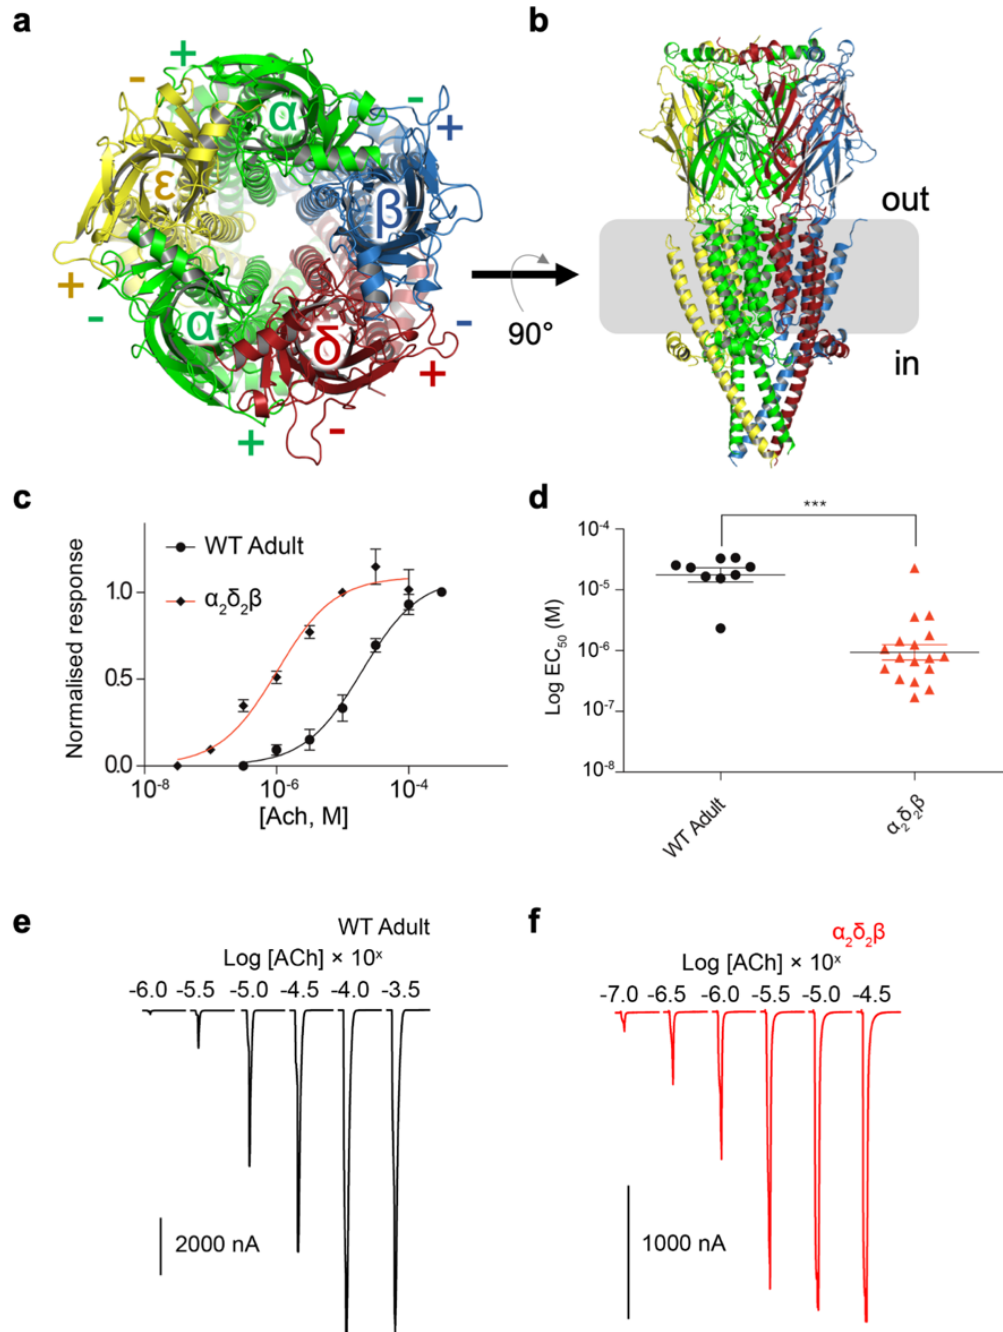 a
+
-
α
-
+
ε
β
+
-
α
δ
-
+
+
-
90°
b
out
in
c
Normalised response
1.0
0.5
0.0
WT Adult
α₂δ₂β
10⁻⁸
10⁻⁶
10⁻⁴
[Ach, M]
d
***
Log EC₅₀ (M)
10⁻⁴
10⁻⁵
10⁻⁶
10⁻⁷
10⁻⁸
WT Adult
α₂δ₂β
e
WT Adult
Log [ACh] × 10ˣ
-6.0 -5.5 -5.0 -4.5 -4.0 -3.5
2000 nA
f
α₂δ₂β
Log [ACh] × 10ˣ
-7.0 -6.5 -6.0 -5.5 -5.0 -4.5
1000 nA